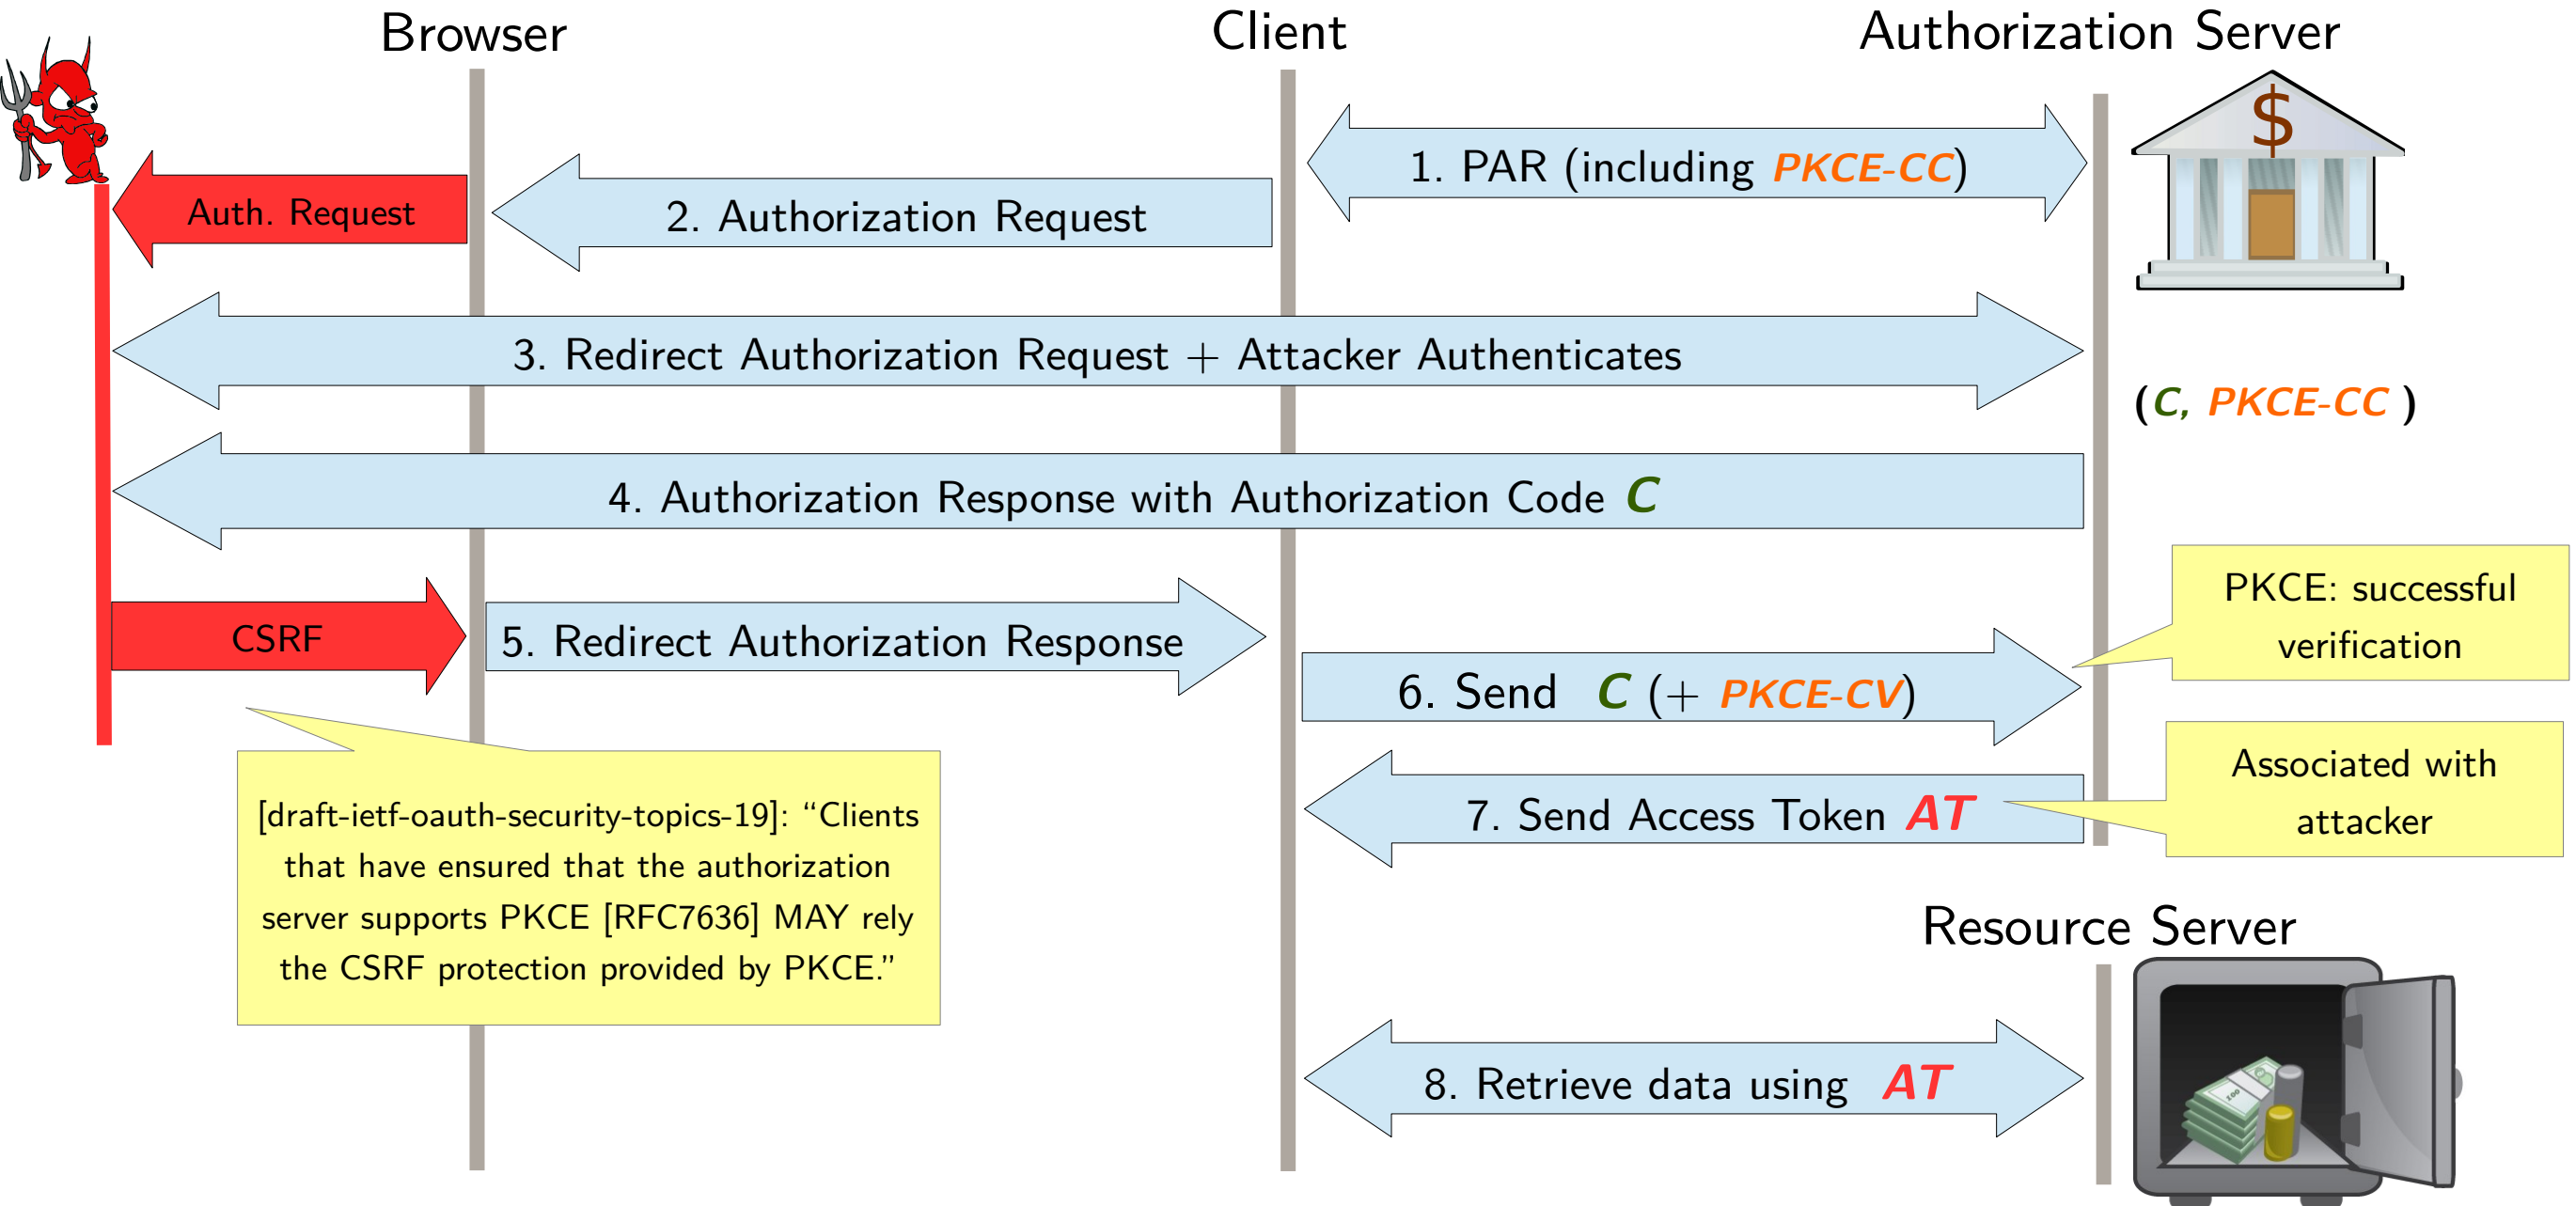 Browser
Client
Authorization Server
$
1. PAR (including PKCE-CC)
Auth. Request
2. Authorization Request
3. Redirect Authorization Request + Attacker Authenticates
(C, PKCE-CC )
4. Authorization Response with Authorization Code C
PKCE: successful
verification
CSRF
5. Redirect Authorization Response
6. Send C (+ PKCE-CV)
Associated with
attacker
7. Send Access Token AT
[draft-ietf-oauth-security-topics-19]: “Clients
that have ensured that the authorization
server supports PKCE [RFC7636] MAY rely
the CSRF protection provided by PKCE.”
Resource Server
8. Retrieve data using AT
100